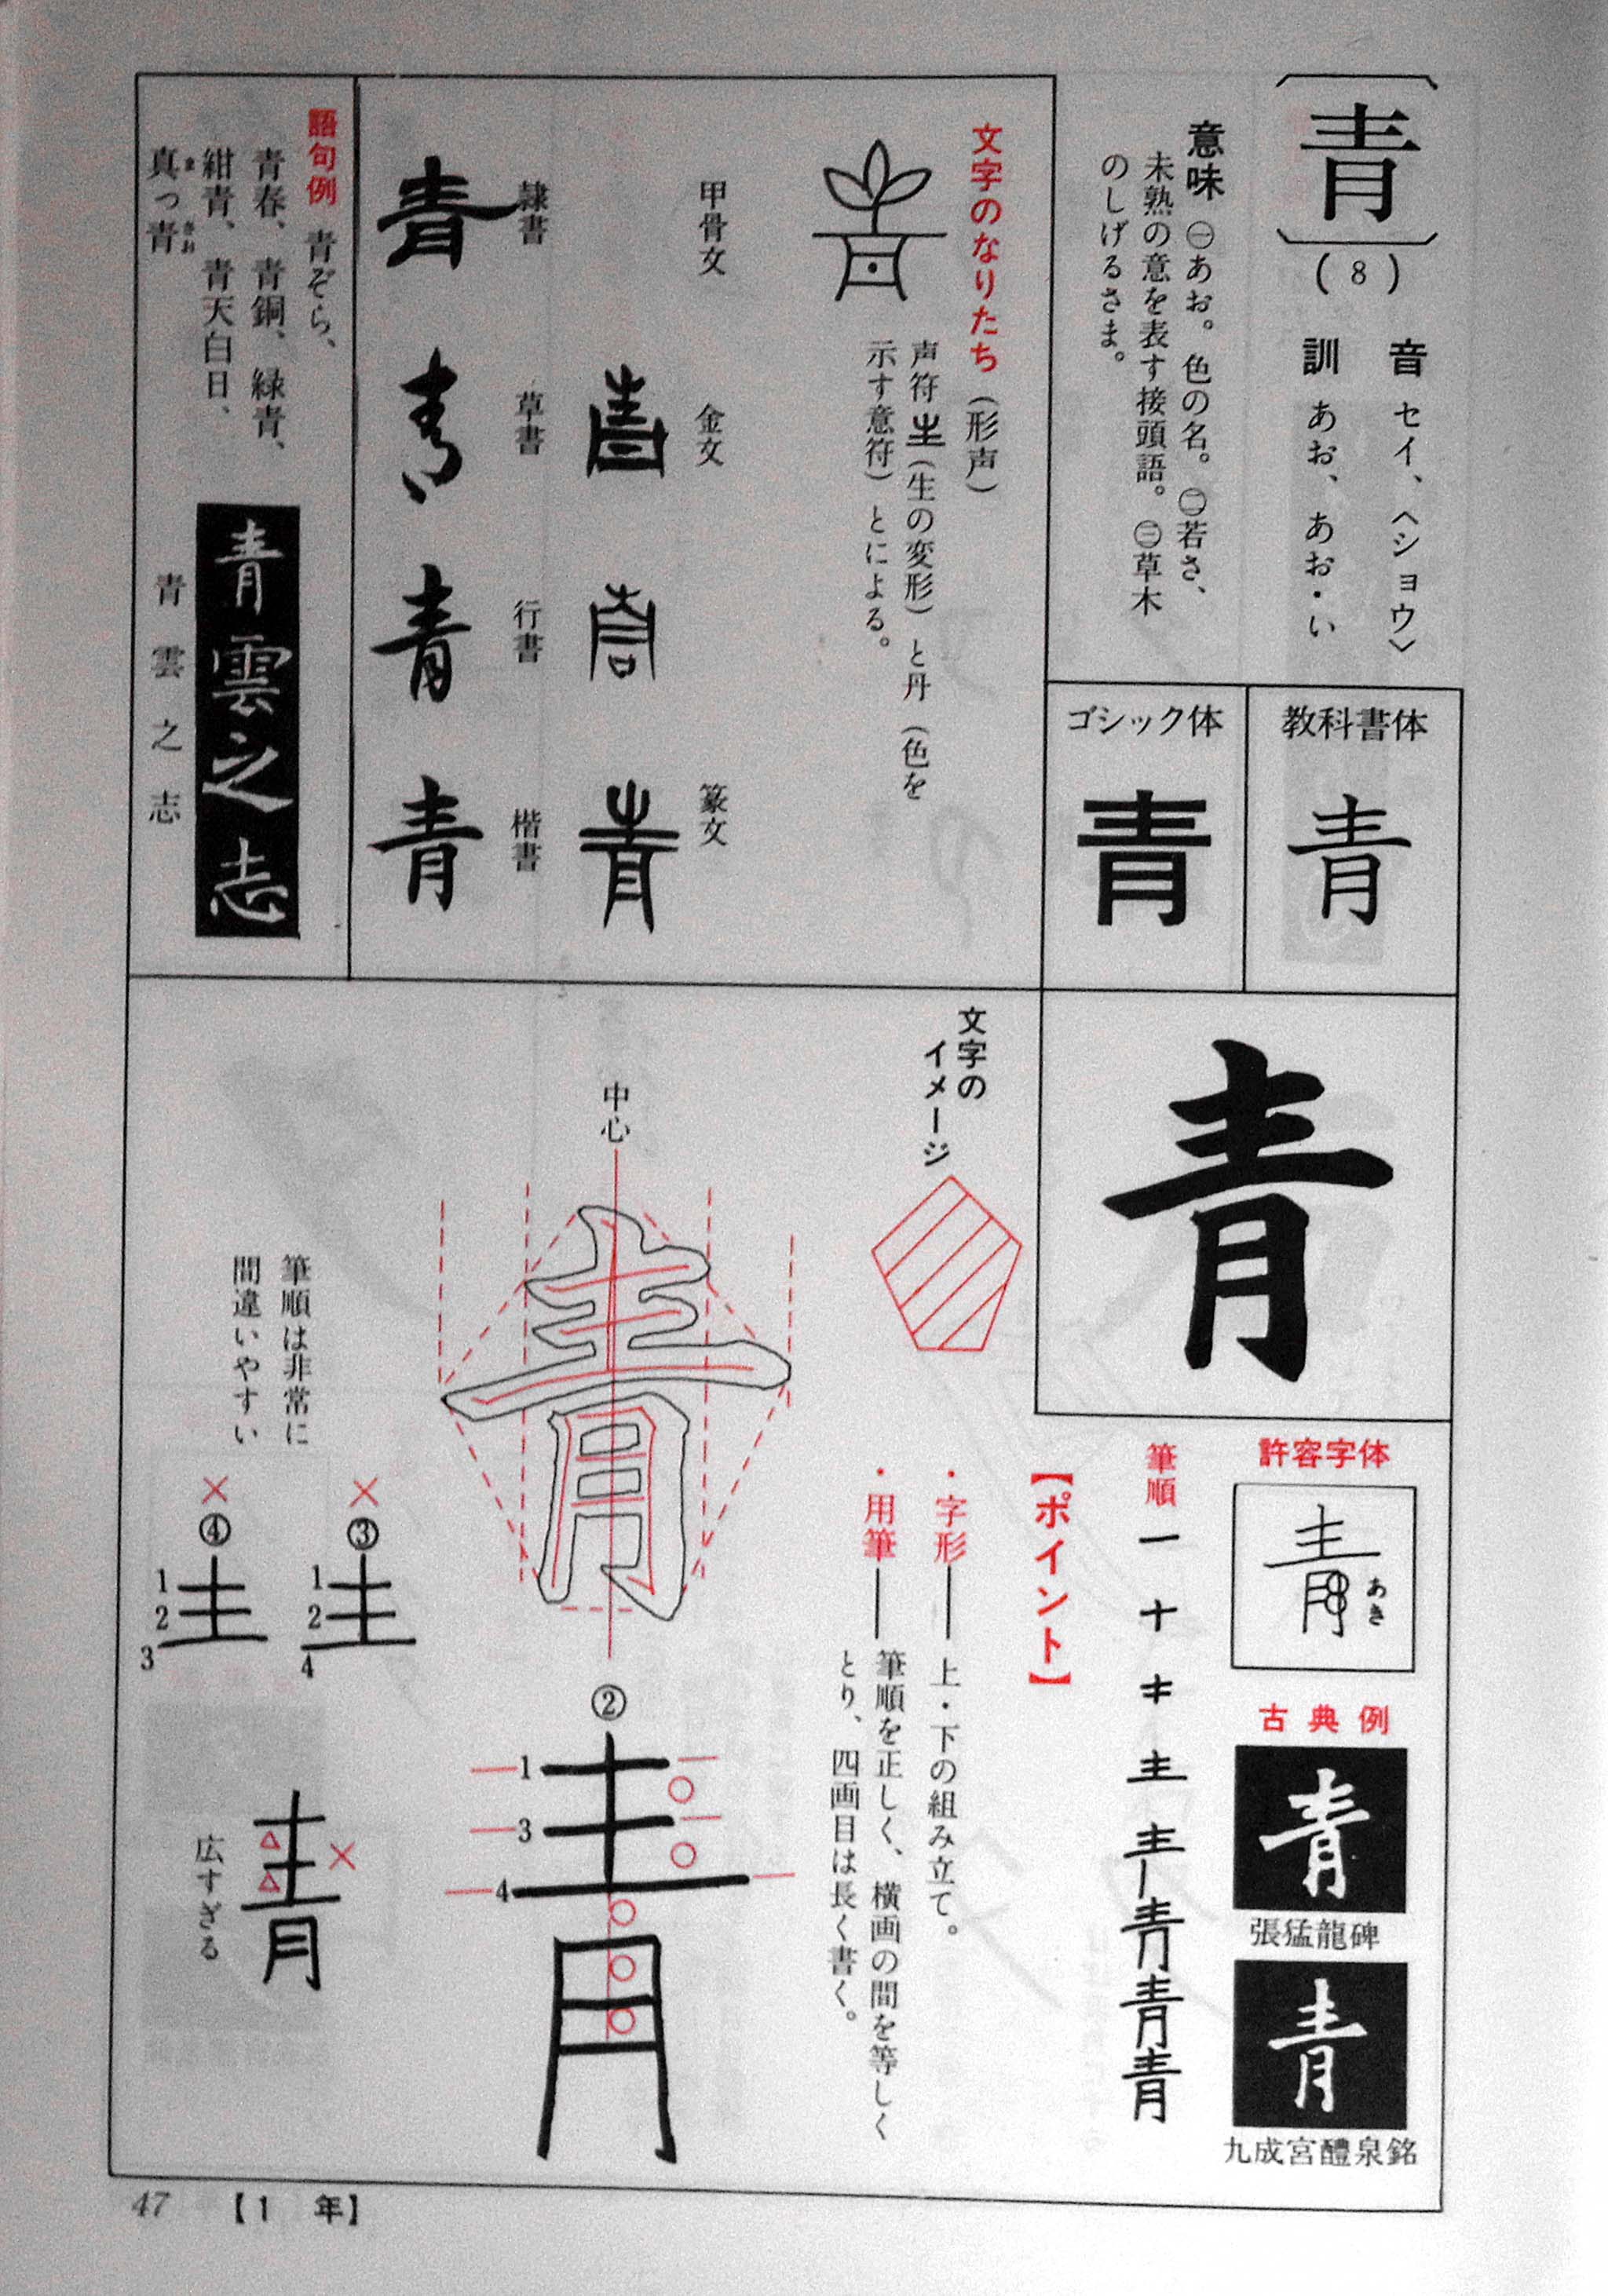 青
(8)
音 セイ、〈ショウ〉
訓 あお、あお・い
意味 ㊀あお。色の名。㊁若さ、
未熟の意を表す接頭語。㊂草木
のしげるさま。
教科書体
青
ゴシック体
青
文字のなりたち(形声)
声符𤯓(生の変形)と丹(色を
示す意符)とによる。
甲骨文
金文
篆文
隷書
青
草書
青
行書
青
楷書
青
語句例 青ぞら、
青春、青銅、緑青、
紺青、青天白日、
真っ青
ま さお
青雲之志
青雲之志
青
許容字体
青
あき
古典例
青
張猛龍碑
青
九成宮醴泉銘
筆順 一 十 キ 主 青 青 青
【ポイント】
・字形――上・下の組み立て。
・用筆――筆順を正しく、横画の間を等しく
とり、四画目は長く書く。
文字の
イメージ
中心
青
②
1
3
4
青
筆順は非常に
間違いやすい
×
③
1
2
4
×
④
1
2
3
×
青
広すぎる
47
【1 年】